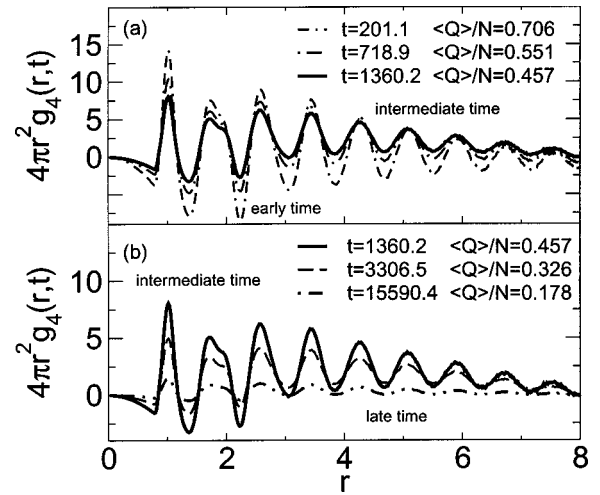 (a)
t=201.1 <Q>/N=0.706
t=718.9 <Q>/N=0.551
t=1360.2 <Q>/N=0.457
intermediate time
early time
15
10
5
0
4πr²g₄(r,t)
(b)
t=1360.2 <Q>/N=0.457
t=3306.5 <Q>/N=0.326
t=15590.4 <Q>/N=0.178
intermediate time
late time
10
5
0
4πr²g₄(r,t)
0 2 4 6 8
r